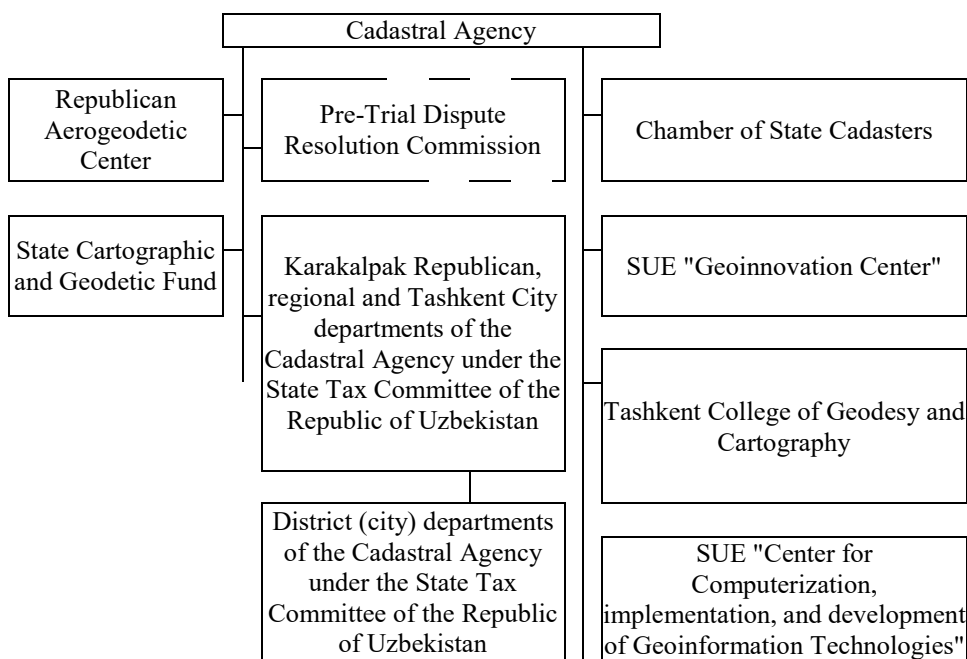 Cadastral Agency
Republican
Aerogeodetic
Center
Pre-Trial Dispute
Resolution Commission
Chamber of State Cadasters
State Cartographic
and Geodetic Fund
Karakalpak Republican,
regional and Tashkent City
departments of the
Cadastral Agency under the
State Tax Committee of the
Republic of Uzbekistan
SUE "Geoinnovation Center"
Tashkent College of Geodesy and
Cartography
District (city) departments
of the Cadastral Agency
under the State Tax
Committee of the Republic
of Uzbekistan
SUE "Center for
Computerization,
implementation, and development
of Geoinformation Technologies"